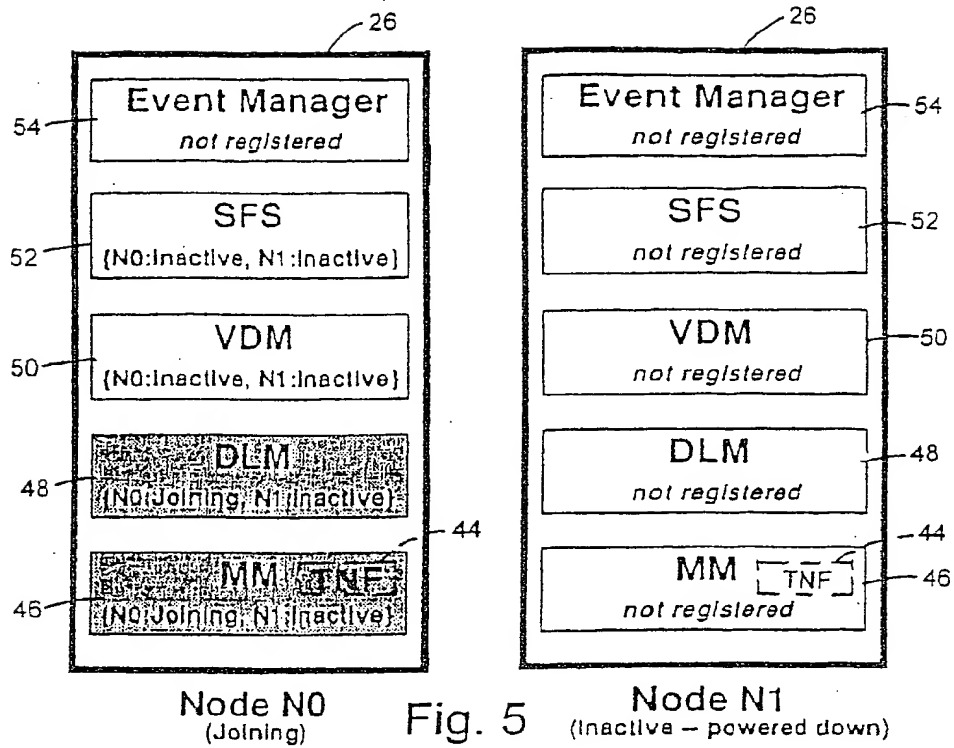 26
Event Manager
not registered
54
SFS
{N0:Inactive, N1:Inactive}
52
VDM
{N0:Inactive, N1:Inactive}
50
DLM
{N0:Joining, N1:Inactive}
48
44
MM TNF
{N0:Joining, N1:Inactive}
46
Node N0
(Joining)
26
Event Manager
not registered
54
SFS
not registered
52
VDM
not registered
50
DLM
not registered
48
44
MM TNF
not registered
46
Node N1
(Inactive – powered down)
Fig. 5